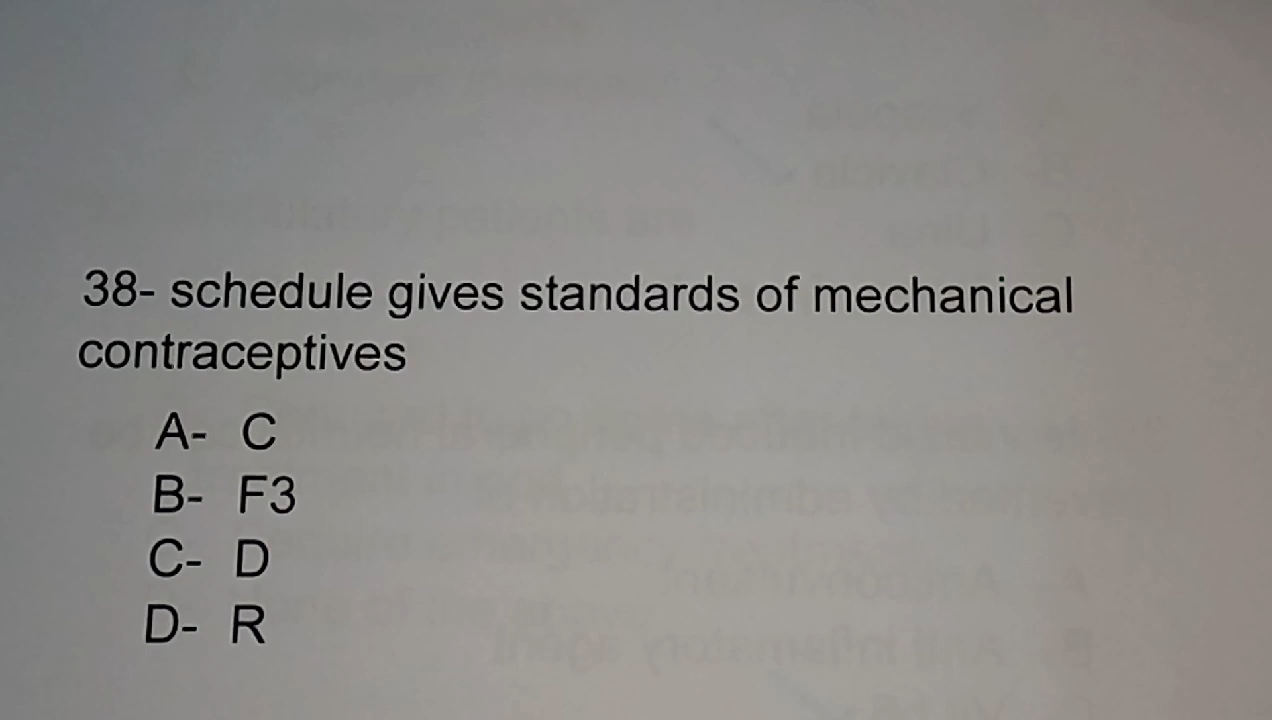 38- schedule gives standards of mechanical
contraceptives
A- C
B- F3
C- D
D- R